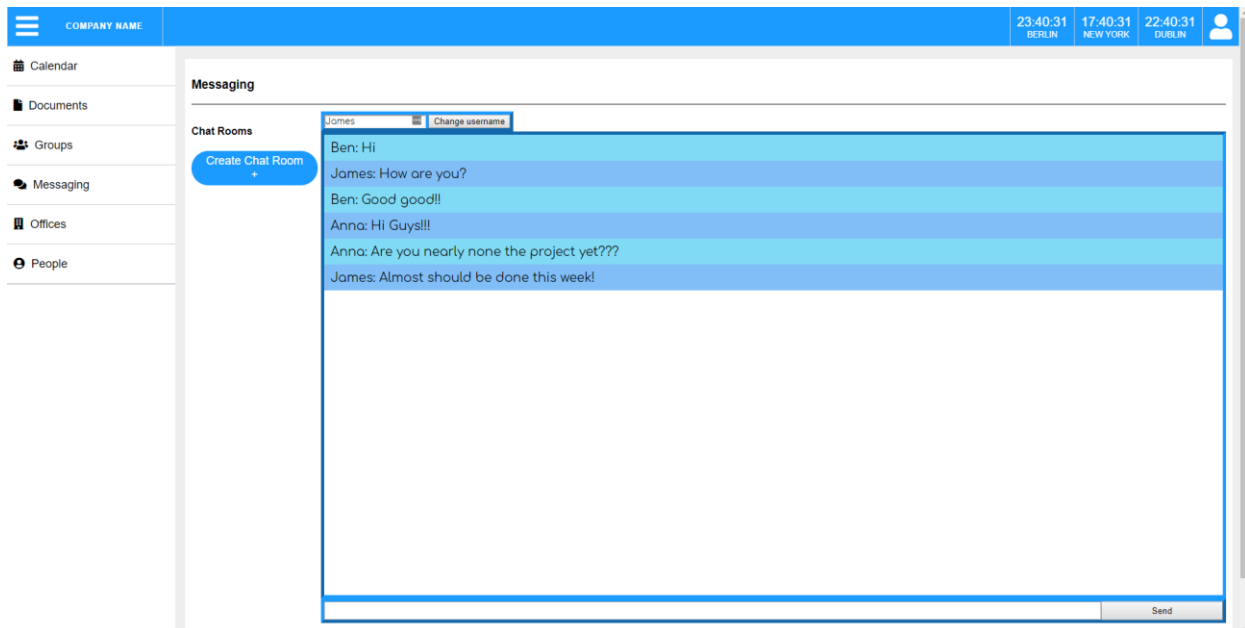 COMPANY NAME
23:40:31 17:40:31 22:40:31
BERLIN NEW YORK DUBLIN
Calendar
Documents
Groups
Messaging
Offices
People
Messaging
Chat Rooms
Create Chat Room
+
James Change username
Ben: Hi
James: How are you?
Ben: Good good!!
Anna: Hi Guys!!!
Anna: Are you nearly none the project yet???
James: Almost should be done this week!
Send